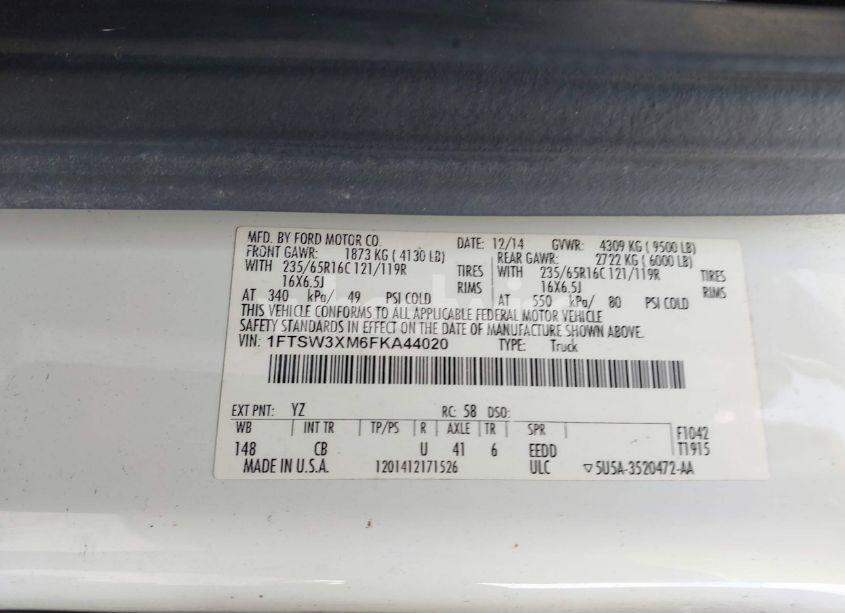 MFD. BY FORD MOTOR CO. DATE: 12/14 GVWR: 4309 KG ( 9500 LB)
FRONT GAWR: 1873 KG ( 4130 LB) REAR GAWR: 2722 KG ( 6000 LB)
WITH 235/65R16C 121/119R TIRES WITH 235/65R16C 121/119R TIRES
16X6.5J RIMS 16X6.5J RIMS
AT 340 kPa/ 49 PSI COLD AT 550 kPa/ 80 PSI COLD
THIS VEHICLE CONFORMS TO ALL APPLICABLE FEDERAL MOTOR VEHICLE
SAFETY STANDARDS IN EFFECT ON THE DATE OF MANUFACTURE SHOWN ABOVE.
VIN: 1FTSW3XM6FKA44020 TYPE: Truck
EXT PNT: YZ RC: 58 DSO:
WB INT TR TP/PS R AXLE TR SPR F1042
148 CB U 41 6 EEDD T1915
MADE IN U.S.A. 1201412171526 ULC ▽5U5A-3520472-AA